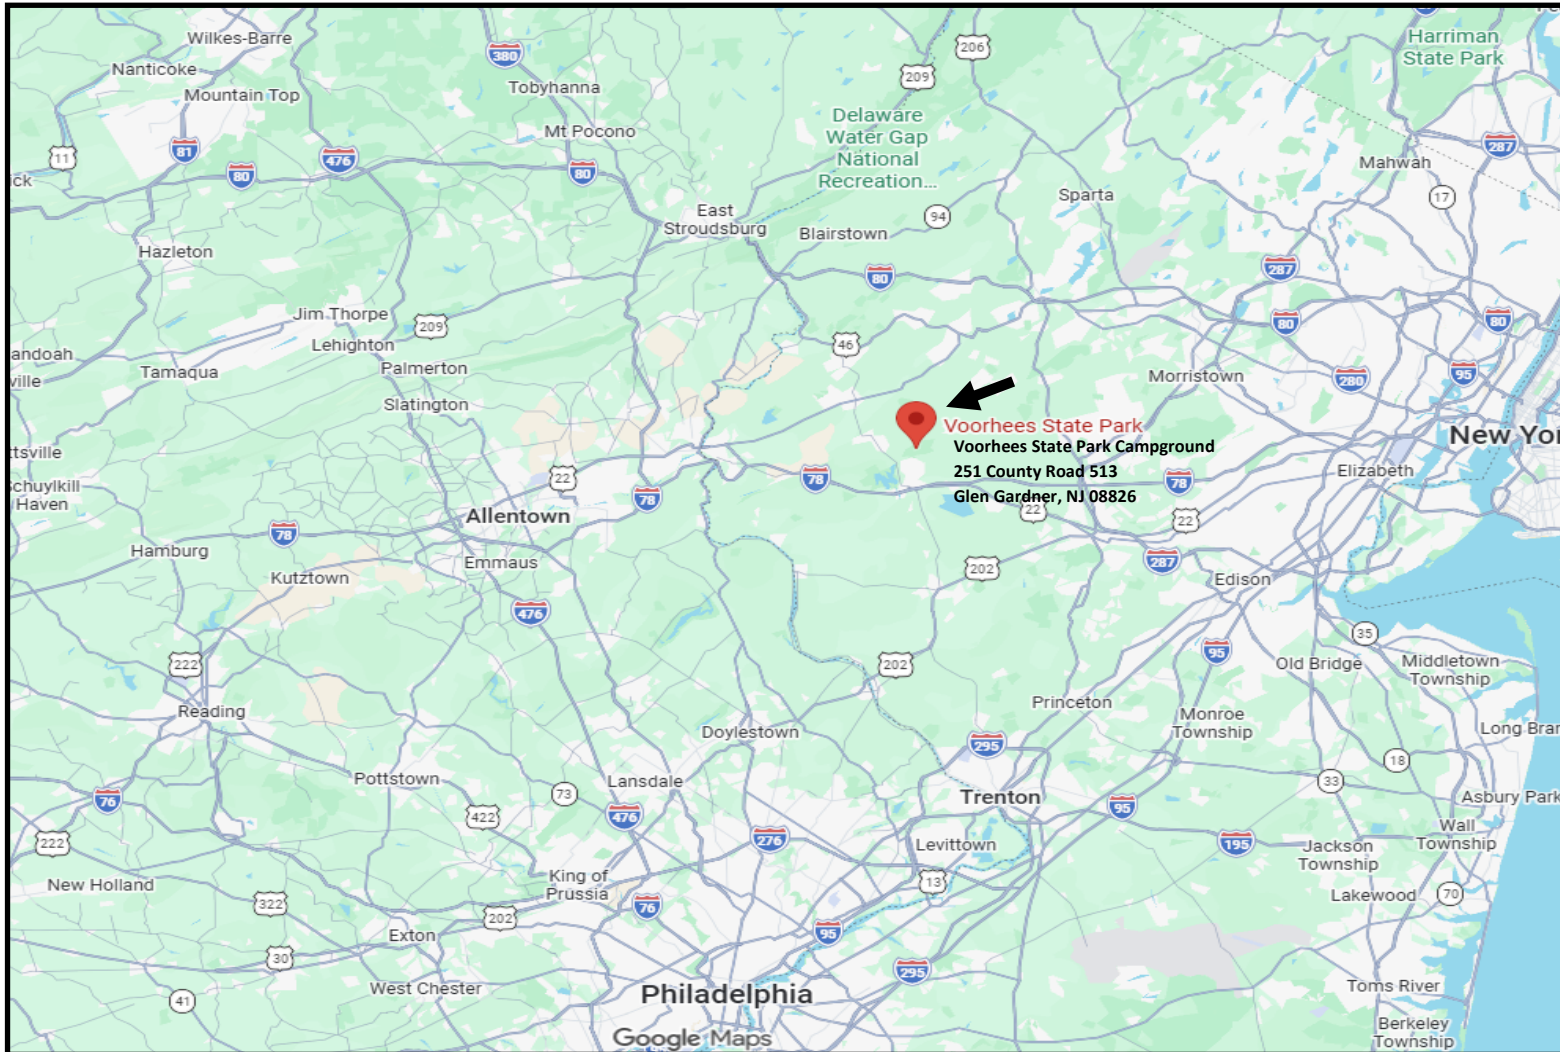 Wilkes-Barre
Nanticoke
Mountain Top
380
Tobyhanna
Mt Pocono
206
209
Harriman
State Park
Delaware
Water Gap
National
Recreation...
11
81
80
476
80
287
Mahwah
17
ick
Sparta
East
Stroudsburg
94
Blairstown
Hazleton
80
287
Jim Thorpe
209
Lehighton
80
80
46
andoah
ville
Tamaqua
Palmerton
Slatington
Morristown
280
95
Voorhees State Park
Voorhees State Park Campground
251 County Road 513
Glen Gardner, NJ 08826
New Yor
ttsville
Schuylkill
Haven
22
78
78
78
Elizabeth
Allentown
22
22
78
Hamburg
Emmaus
Kutztown
202
287
Edison
476
35
222
202
95
Old Bridge
Middletown
Township
Reading
Princeton
Monroe
Township
Doylestown
295
Long Bran
Pottstown
Lansdale
73
33
18
76
422
476
Trenton
95
Asbury Park
222
276
Levittown
195
Jackson
Township
Wall
Township
New Holland
King of
Prussia
13
Lakewood
70
322
202
76
Exton
95
30
295
West Chester
41
Philadelphia
Toms River
Google Maps
Berkeley
Township